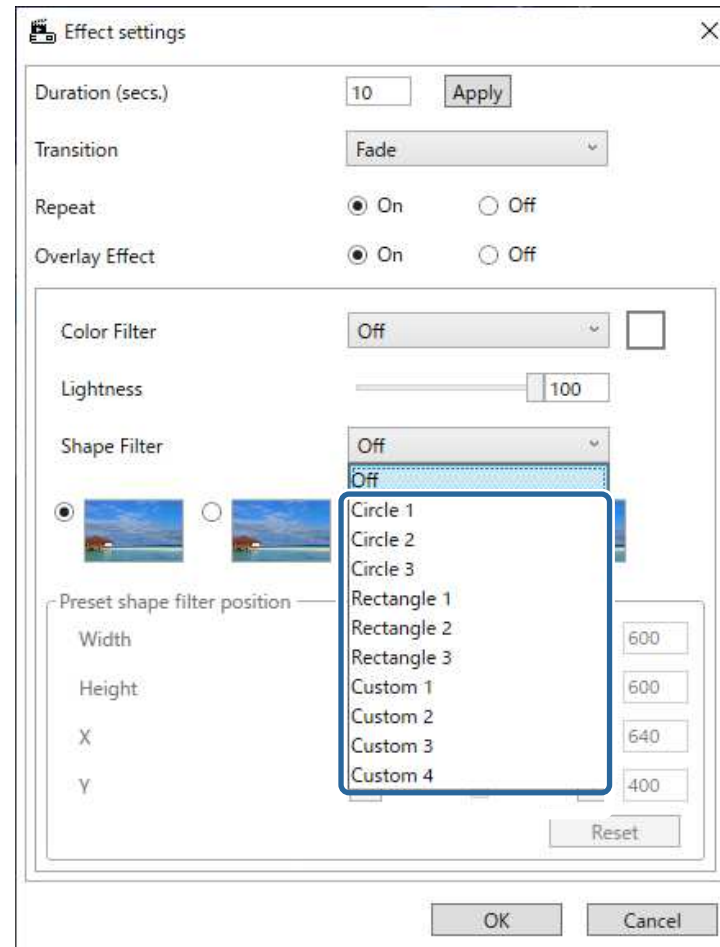 Effect settings
Duration (secs.) 10 Apply
Transition Fade
Repeat On Off
Overlay Effect On Off
Color Filter Off
Lightness 100
Shape Filter Off
Off
Circle 1
Circle 2
Circle 3
Rectangle 1
Preset shape filter position
Rectangle 2
Width 600
Rectangle 3
Height Custom 1 600
Custom 2
X 640
Custom 3
Y Custom 4 400
Reset
OK Cancel